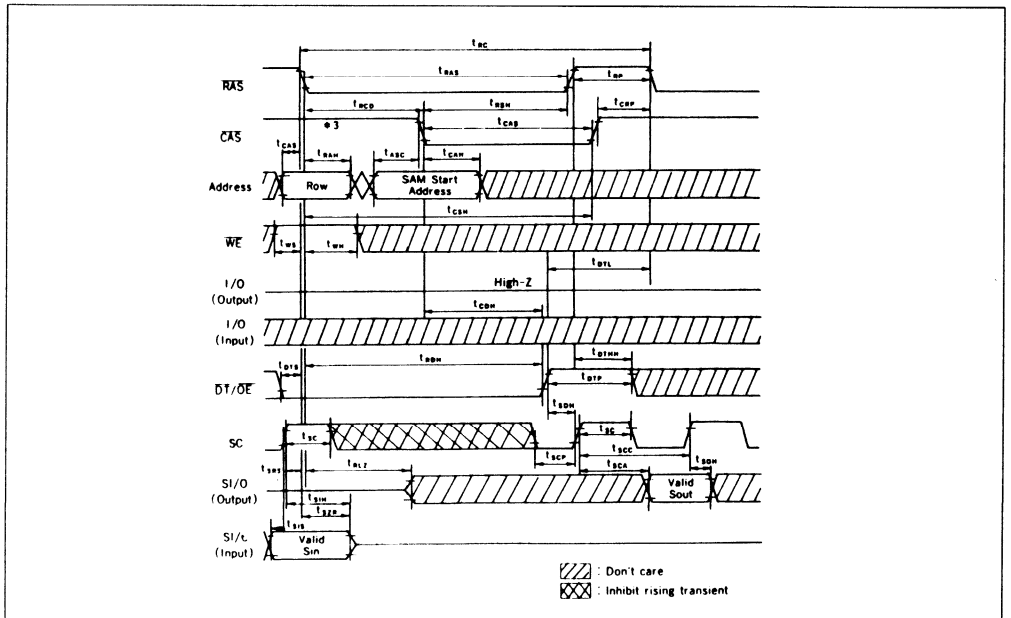 tRC
RAS
tRAS
tRP
tRCD
tRSH
tCRP
CAS
*3
tCAS
tCAS
tRAH
tASC
tCAH
Address
Row
SAM Start
Address
tCSH
WE
tWS
tWH
tDTL
I/O
(Output)
High-Z
tCDH
I/O
(Input)
tRDH
tDTS
tDTHH
DT/OE
tDTP
tSDH
SC
tSC
tSC
tSCP
tSCC
tSCA
tSOH
tSRS
tRLZ
SI/O
(Output)
tSIH
Valid
Sout
tSZR
tSIS
SI/
(Input)
Valid
Sin
: Don't care
: Inhibit rising transient